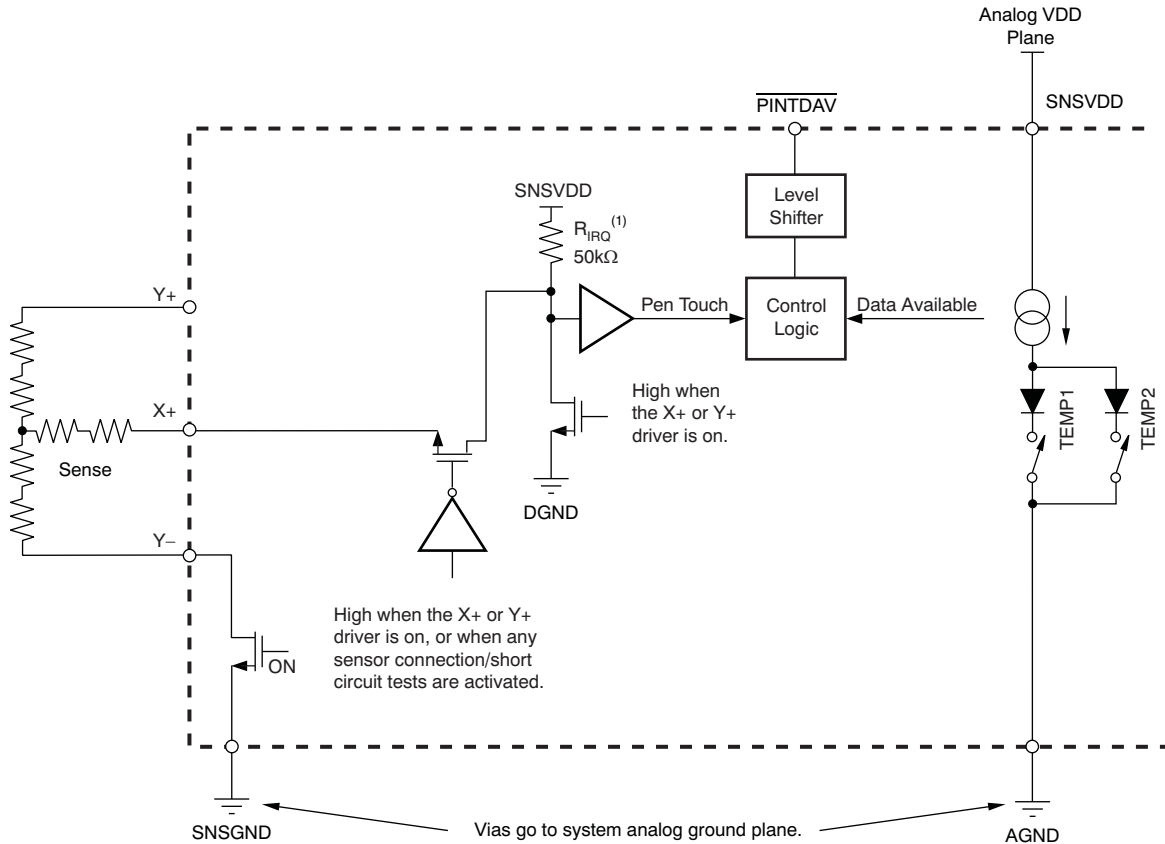 Analog VDD
Plane
SNSVDD
PINTDAV
Level
Shifter
SNSVDD
RIRQ(1)
50kΩ
Y+
Pen Touch
Control
Logic
Data Available
X+
Sense
High when
the X+ or Y+
driver is on.
TEMP1
TEMP2
DGND
Y−
High when the X+ or Y+
driver is on, or when any
sensor connection/short
circuit tests are activated.
ON
SNSGND
Vias go to system analog ground plane.
AGND